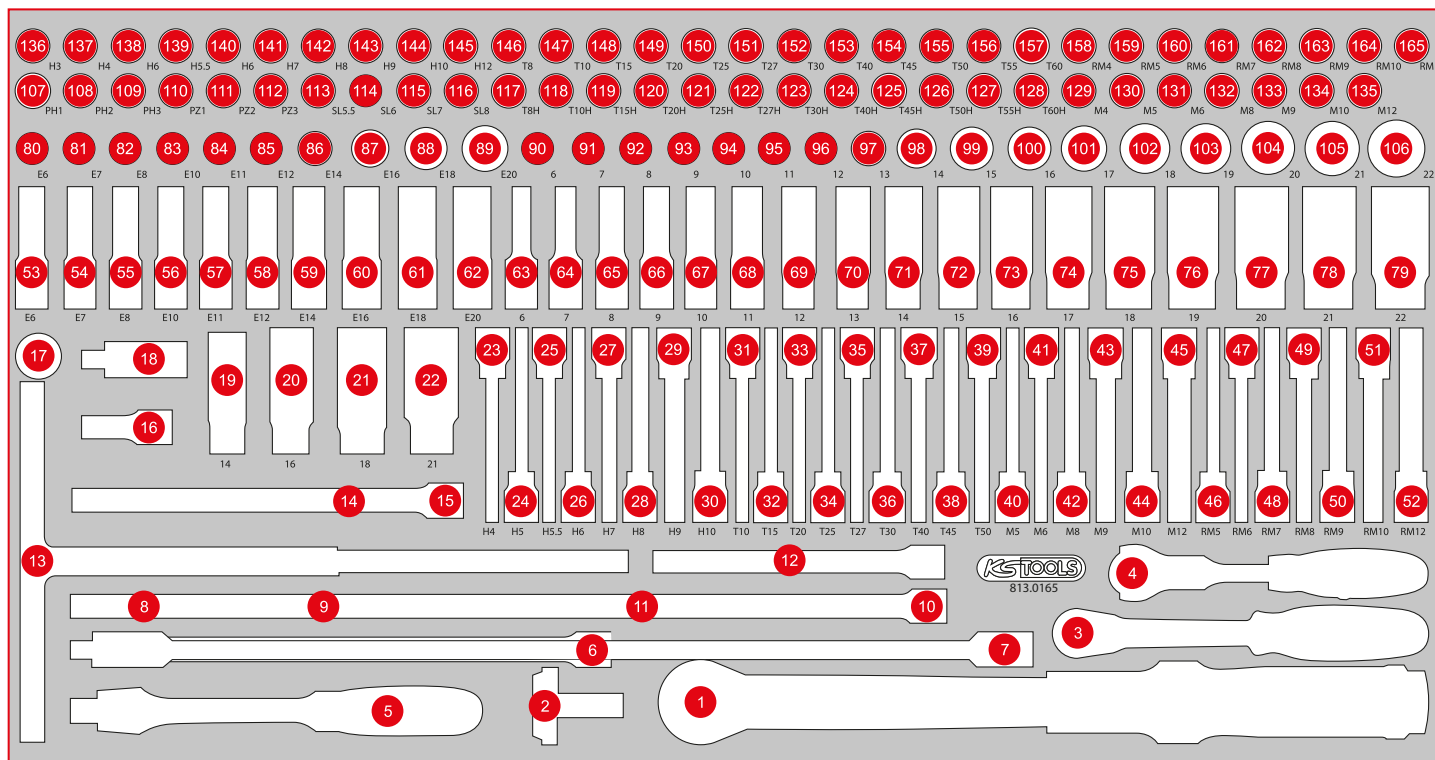 136 137 138 139 140 141 142 143 144 145 146 147 148 149 150 151 152 153 154 155 156 157 158 159 160 161 162 163 164 165
H3 H4 H6 H5.5 H6 H7 H8 H9 H10 H12 T8 T10 T15 T20 T25 T27 T30 T40 T45 T50 T55 T60 RM4 RM5 RM6 RM7 RM8 RM9 RM10 RM
107 108 109 110 111 112 113 114 115 116 117 118 119 120 121 122 123 124 125 126 127 128 129 130 131 132 133 134 135
PH1 PH2 PH3 PZ1 PZ2 PZ3 SL5.5 SL6 SL7 SL8 T8H T10H T15H T20H T25H T27H T30H T40H T45H T50H T55H T60H M4 M5 M6 M8 M9 M10 M12
80 81 82 83 84 85 86 87 88 89 90 91 92 93 94 95 96 97 98 99 100 101 102 103 104 105 106
E6 E7 E8 E10 E11 E12 E14 E16 E18 E20 6 7 8 9 10 11 12 13 14 15 16 17 18 19 20 21 22
53 54 55 56 57 58 59 60 61 62 63 64 65 66 67 68 69 70 71 72 73 74 75 76 77 78 79
E6 E7 E8 E10 E11 E12 E14 E16 E18 E20 6 7 8 9 10 11 12 13 14 15 16 17 18 19 20 21 22
17 18 23 25 27 29 31 33 35 37 39 41 43 45 47 49 51
19 20 21 22
16
14 16 18 21
14 15 24 26 28 30 32 34 36 38 40 42 44 46 48 50 52
H4 H5 H5.5 H6 H7 H8 H9 H10 T10 T15 T20 T25 T27 T30 T40 T45 T50 M5 M6 M8 M9 M10 M12 RM5 RM6 RM7 RM8 RM9 RM10 RM12
13 12 KS TOOLS 4
813.0165
8 9 11 10 3
6 7
5 2 1